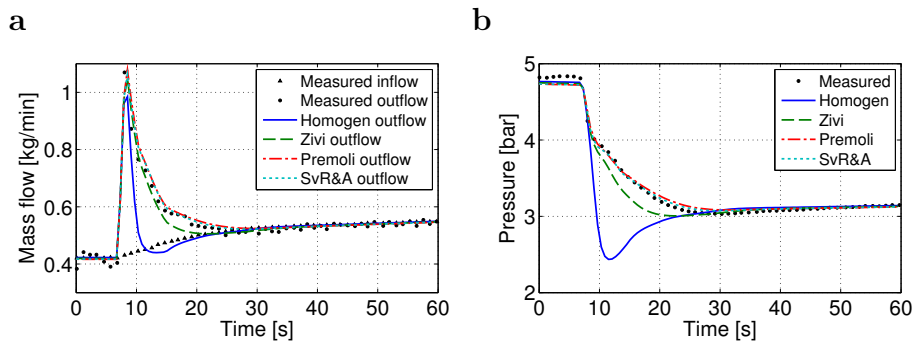 a
Mass flow [kg/min]
1
0.8
0.6
0.4
0 10 20 30 40 50 60
Time [s]
Measured inflow
Measured outflow
Homogen outflow
Zivi outflow
Premoli outflow
SvR&A outflow
b
Pressure [bar]
5
4
3
2
0 10 20 30 40 50 60
Time [s]
Measured
Homogen
Zivi
Premoli
SvR&A